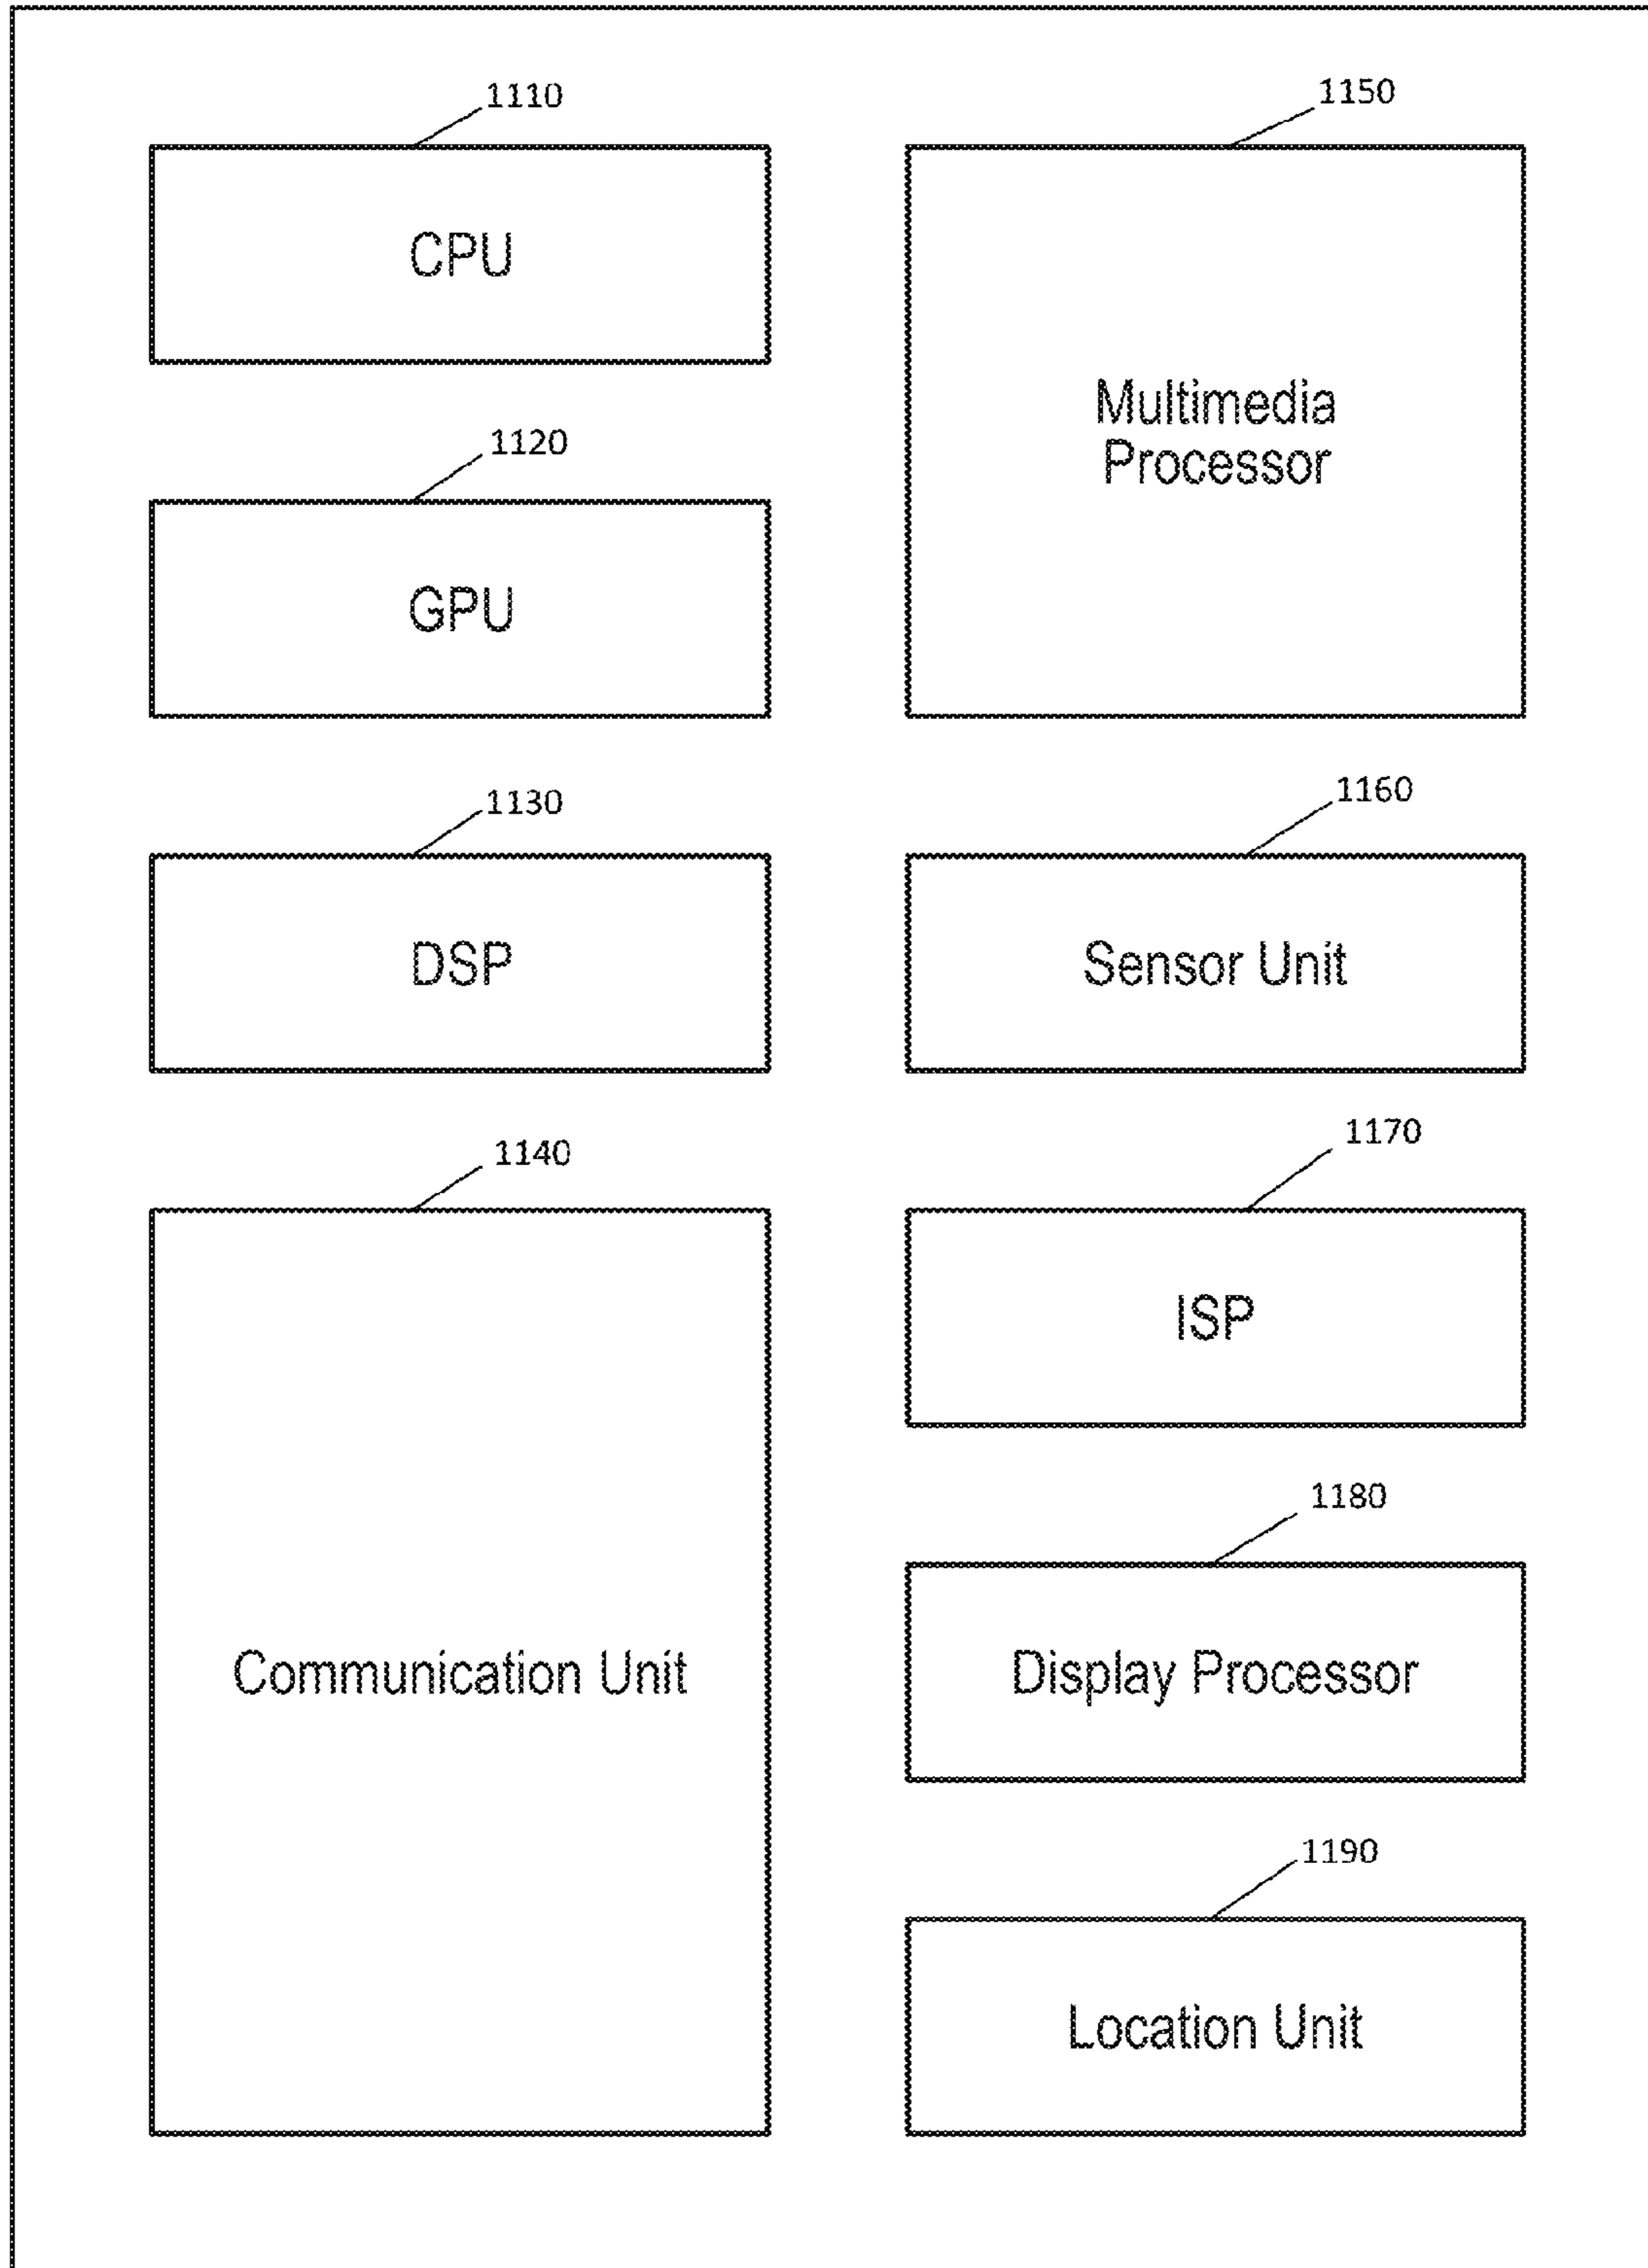 1110
CPU
1120
GPU
1130
DSP
1140
Communication Unit
1150
Multimedia
Processor
1160
Sensor Unit
1170
ISP
1180
Display Processor
1190
Location Unit